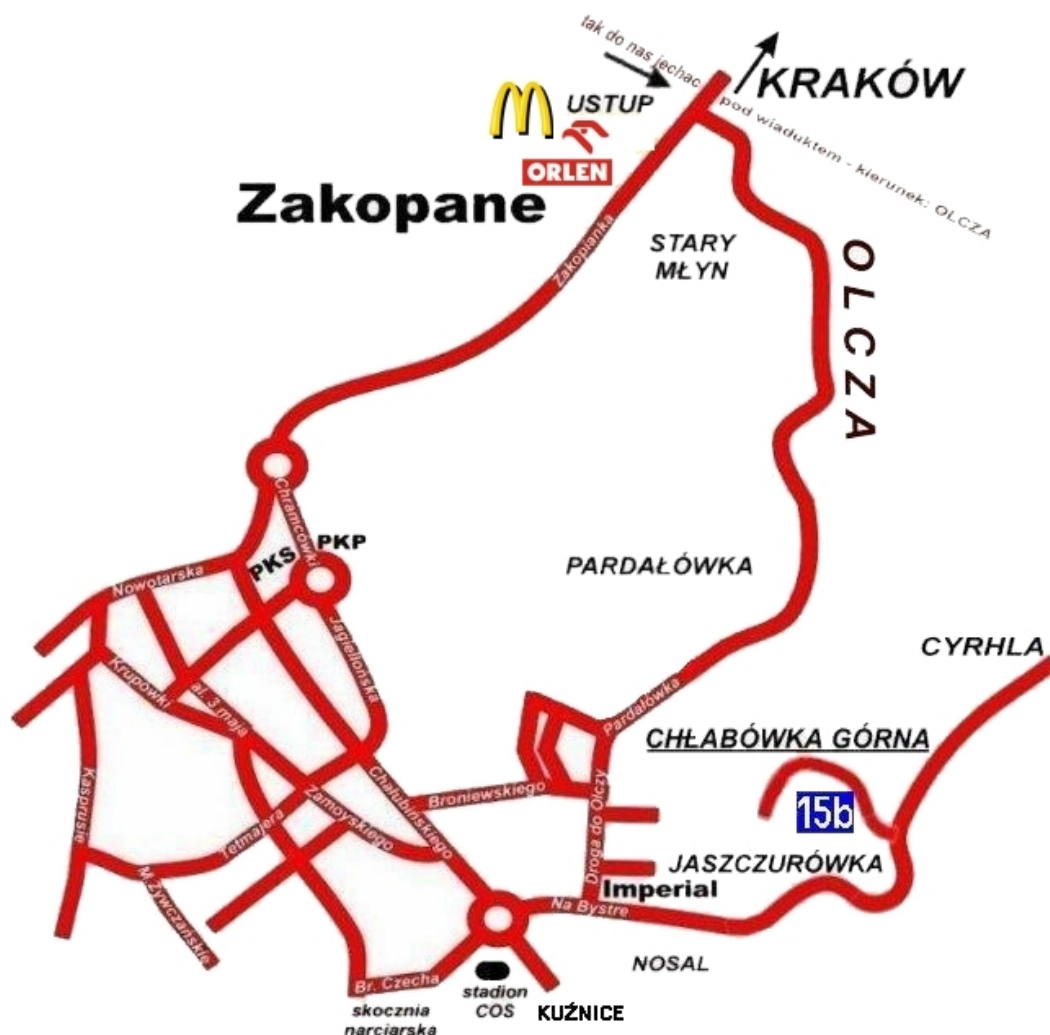 tak do nas jechac pod wiaduktem - kierunek: OLCZA
KRAKÓW
M
USTUP
ORLEN
Zakopane
Zakopianka
STARY
MŁYN
OLCZA
Chramcówki
PKP
PKS
Nowotarska
PARDAŁÓWKA
Jagiellońska
CYRHLA
Krupówki
al. 3 maja
Pardałówka
CHŁABÓWKA GÓRNA
Kasprusie
Chałubińskiego
Broniewskiego
Zamoyskiego
Droga do Olczy
15b
Tetmajera
JASZCZURÓWKA
M.Żywczańskie
Imperial
Na Bystre
NOSAL
Br. Czecha
stadion
COS
KUŹNICE
skocznia
narciarska